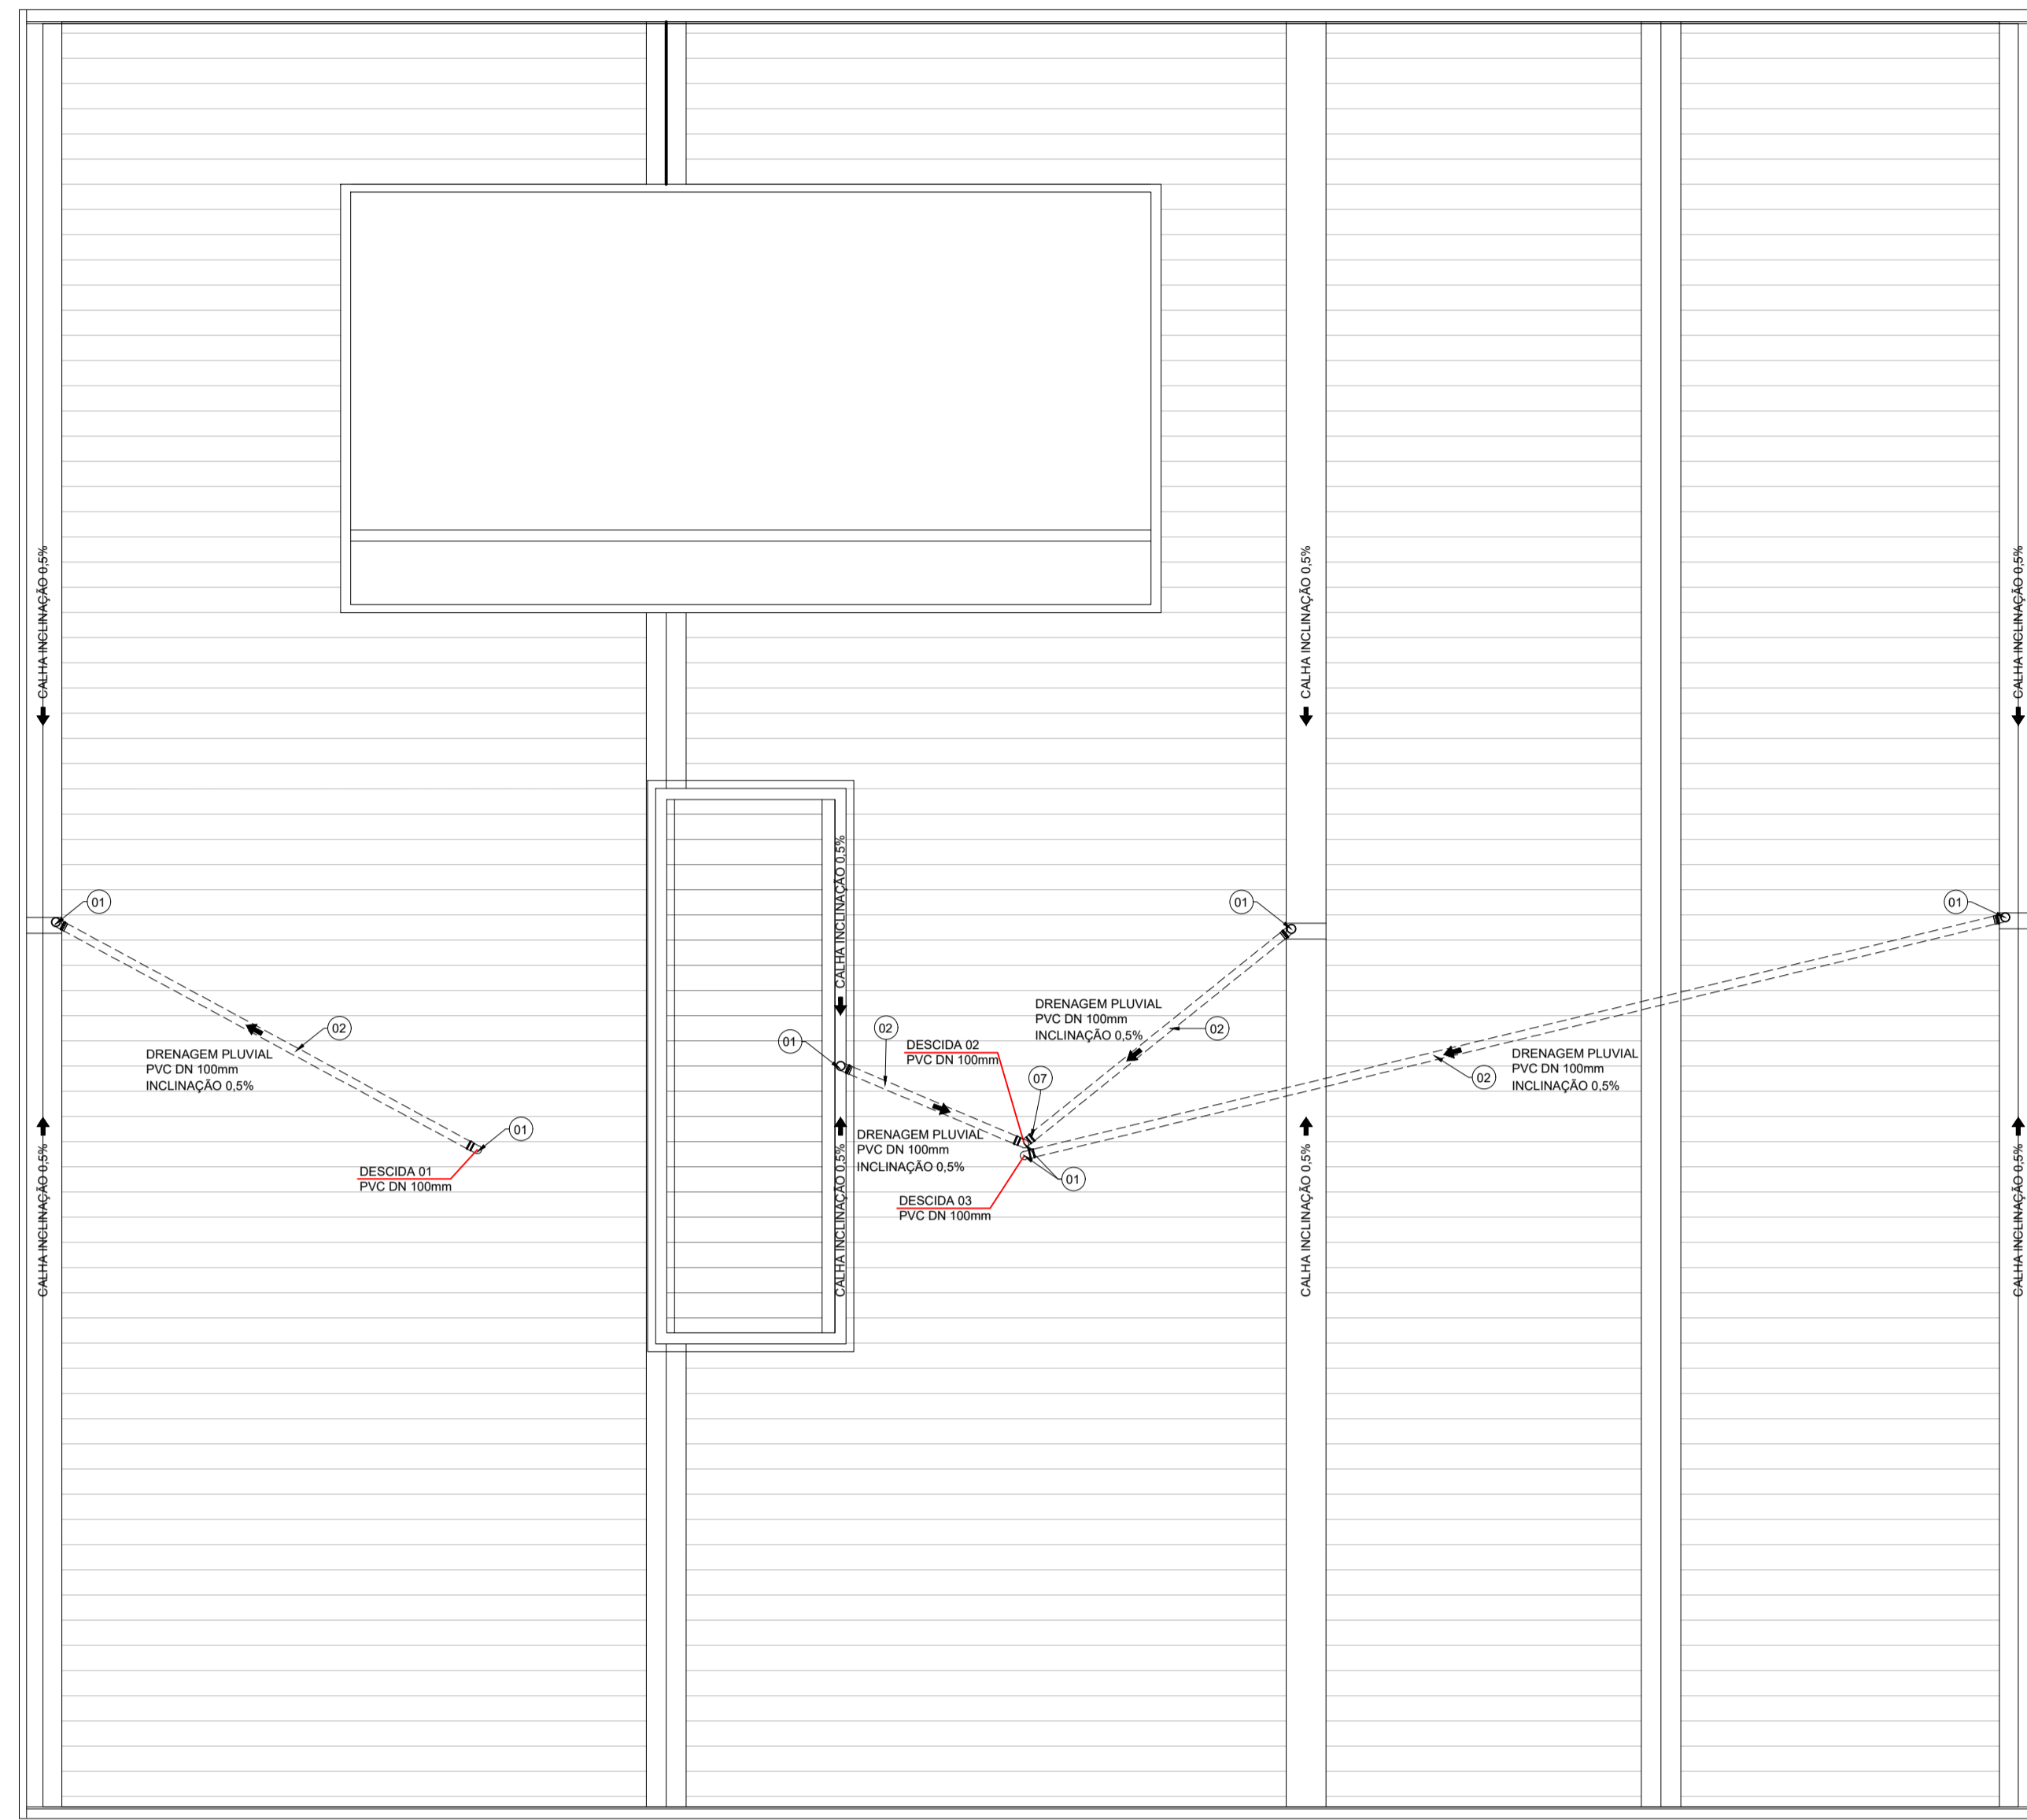 CALHA INCLINAÇÃO 0,5%
CALHA INCLINAÇÃO 0,5%
CALHA INCLINAÇÃO 0,5%
CALHA INCLINAÇÃO 0,5%
01
01
01
02
DRENAGEM PLUVIAL
PVC DN 100mm
INCLINAÇÃO 0,5%
01
DESCIDA 01
PVC DN 100mm
01
02
DESCIDA 02
PVC DN 100mm
DRENAGEM PLUVIAL
PVC DN 100mm
INCLINAÇÃO 0,5%
02
07
DRENAGEM PLUVIAL
PVC DN 100mm
INCLINAÇÃO 0,5%
02
DRENAGEM PLUVIAL
PVC DN 100mm
INCLINAÇÃO 0,5%
01
DESCIDA 03
PVC DN 100mm
CALHA INCLINAÇÃO 0,5%
CALHA INCLINAÇÃO 0,5%
CALHA INCLINAÇÃO 0,5%
CALHA INCLINAÇÃO 0,5%